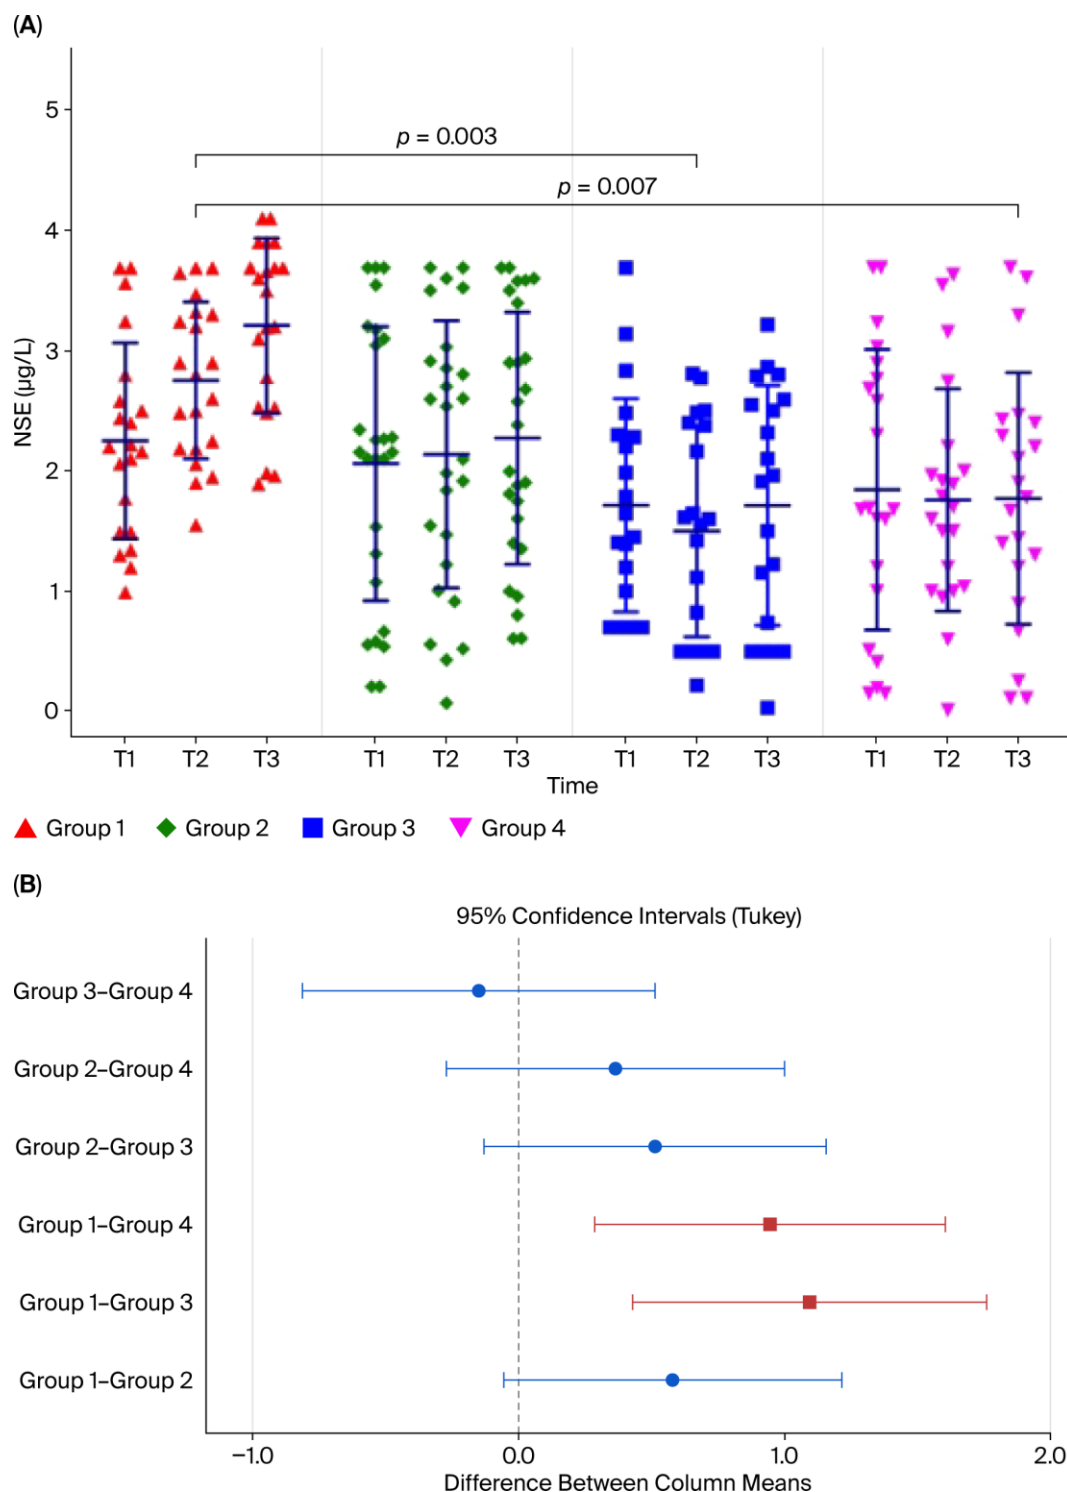 (A)
5
p = 0.003
p = 0.007
4
3
NSE (µg/L)
2
1
0
T1 T2 T3 T1 T2 T3 T1 T2 T3 T1 T2 T3
Time
Group 1 Group 2 Group 3 Group 4
(B)
95% Confidence Intervals (Tukey)
Group 3–Group 4
Group 2–Group 4
Group 2–Group 3
Group 1–Group 4
Group 1–Group 3
Group 1–Group 2
−1.0 0.0 1.0 2.0
Difference Between Column Means